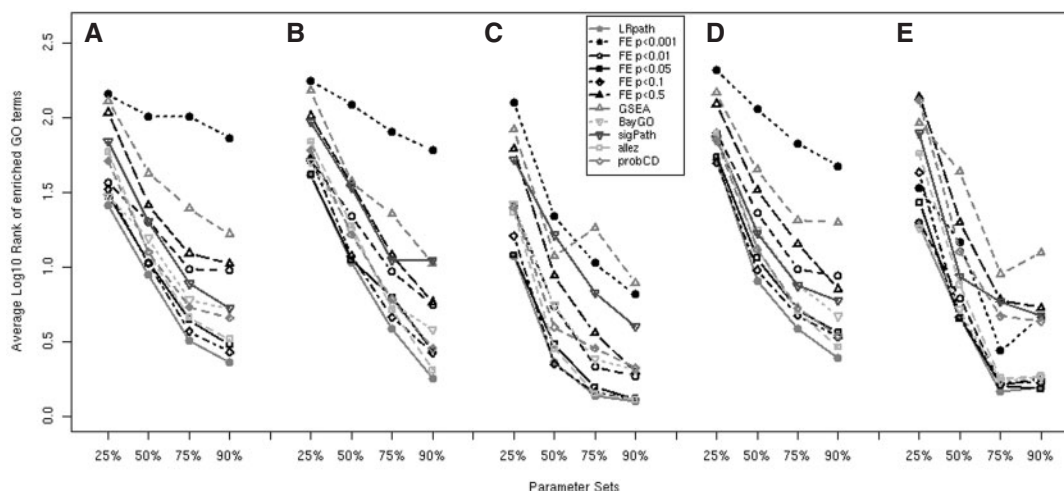 A
B
C
D
E
LRpath
FE p<0.001
FE p<0.01
FE p<0.05
FE p<0.1
FE p<0.5
GSEA
BayGO
sigPath
allez
probCD
Average Log10 Rank of enriched GO terms
2.5
2.0
1.5
1.0
0.5
0.0
25% 50% 75% 90% 25% 50% 75% 90% 25% 50% 75% 90% 25% 50% 75% 90% 25% 50% 75% 90%
Parameter Sets